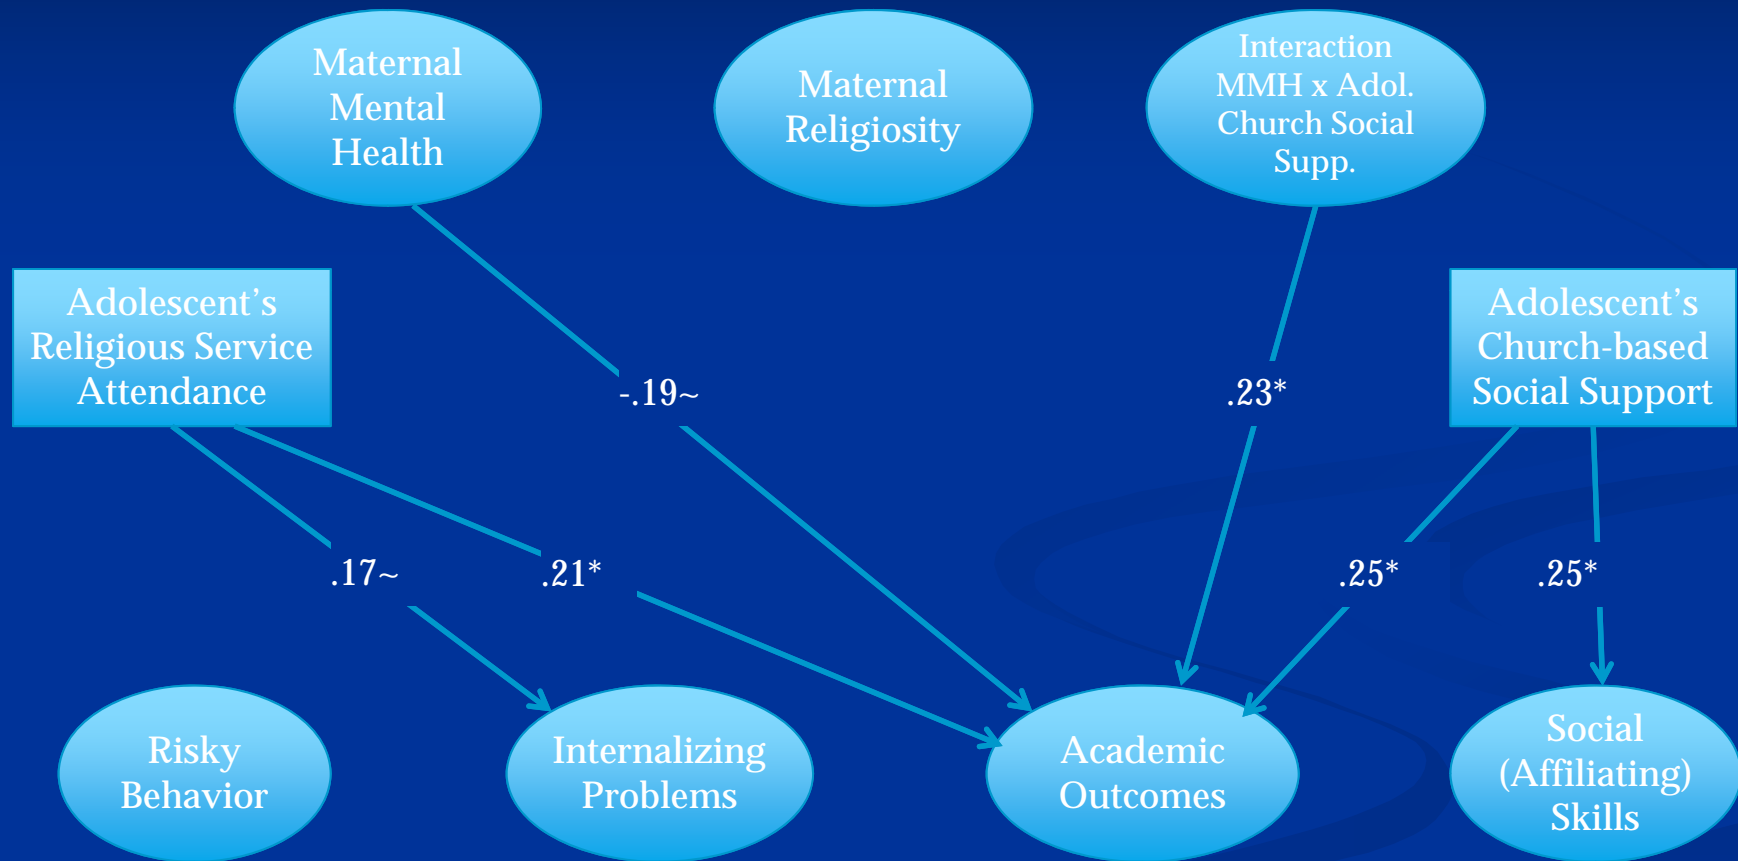 Maternal
Mental
Health
Maternal
Religiosity
Interaction
MMH x Adol.
Church Social
Supp.
Adolescent’s
Religious Service
Attendance
Adolescent’s
Church-based
Social Support
-.19~
.23*
.17~
.21*
.25*
.25*
Risky
Behavior
Internalizing
Problems
Academic
Outcomes
Social
(Affiliating)
Skills